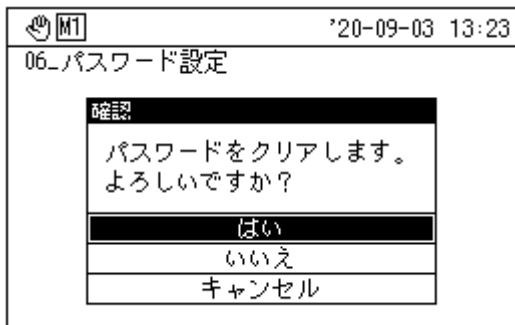 M1 '20-09-03 13:23
06_パスワード設定
確認
パスワードをクリアします。
よろしいですか？
はい
いいえ
キャンセル